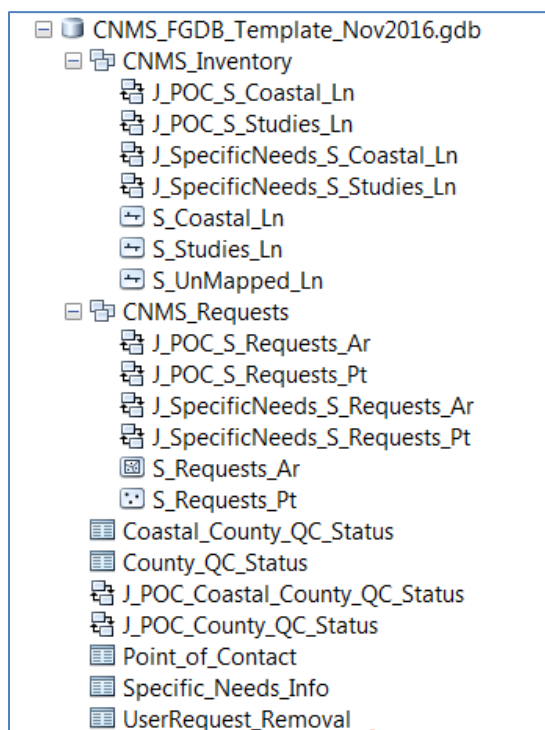 CNMS_FGDB_Template_Nov2016.gdb
CNMS_Inventory
J_POC_S_Coastal_Ln
J_POC_S_Studies_Ln
J_SpecificNeeds_S_Coastal_Ln
J_SpecificNeeds_S_Studies_Ln
S_Coastal_Ln
S_Studies_Ln
S_UnMapped_Ln
CNMS_Requests
J_POC_S_Requests_Ar
J_POC_S_Requests_Pt
J_SpecificNeeds_S_Requests_Ar
J_SpecificNeeds_S_Requests_Pt
S_Requests_Ar
S_Requests_Pt
Coastal_County_QC_Status
County_QC_Status
J_POC_Coastal_County_QC_Status
J_POC_County_QC_Status
Point_of_Contact
Specific_Needs_Info
UserRequest_Removal